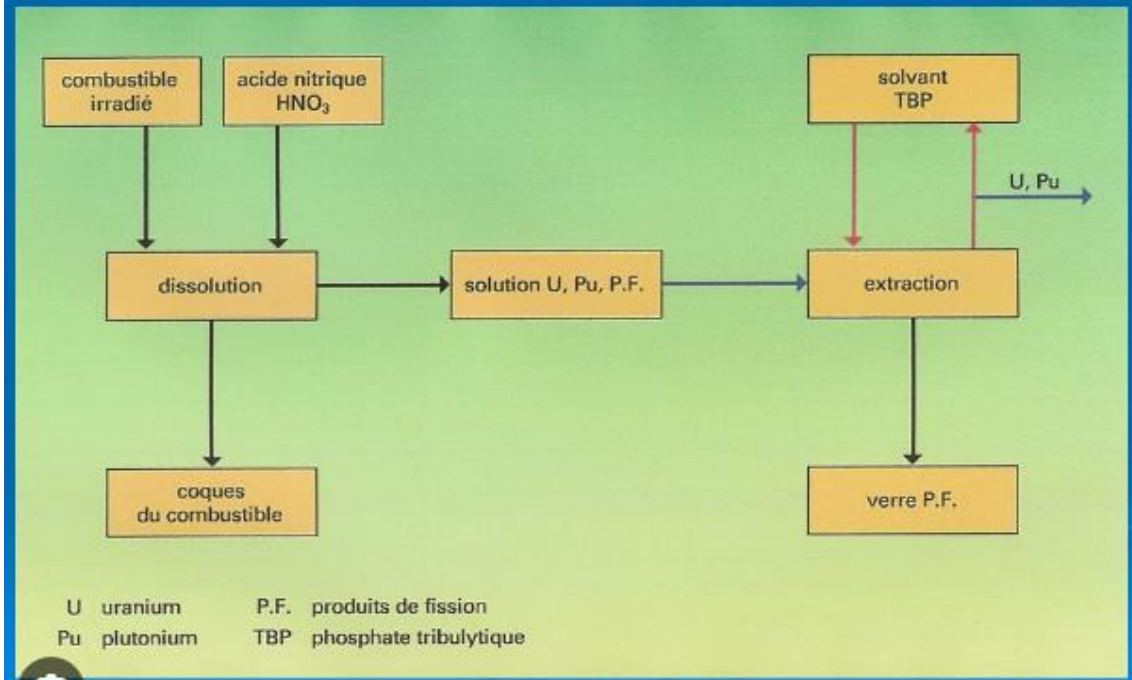 combustible
irradié
acide nitrique
HNO₃
solvant
TBP
U, Pu
dissolution
solution U, Pu, P.F.
extraction
coques
du combustible
verre P.F.
U uranium
P.F. produits de fission
Pu plutonium
TBP phosphate tribulytique